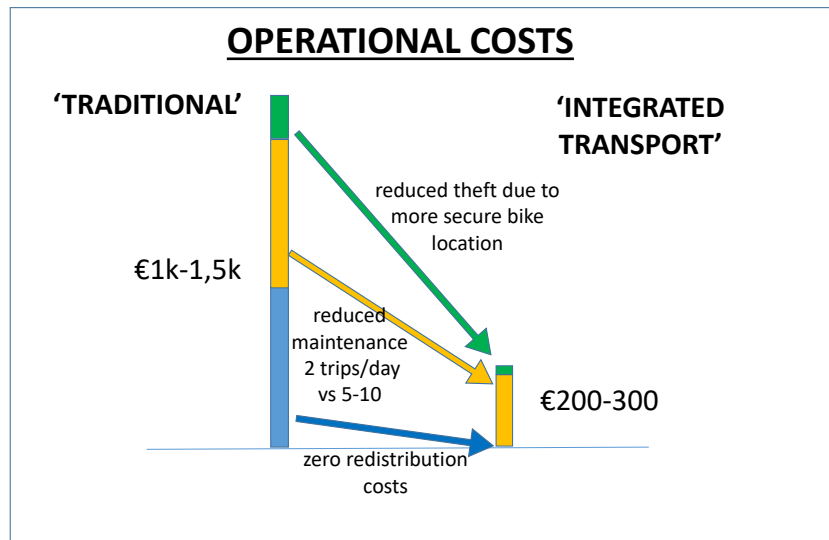 OPERATIONAL COSTS
‘TRADITIONAL’
‘INTEGRATED
TRANSPORT’
reduced theft due to
more secure bike
location
€1k-1,5k
reduced
maintenance
2 trips/day
vs 5-10
€200-300
zero redistribution
costs